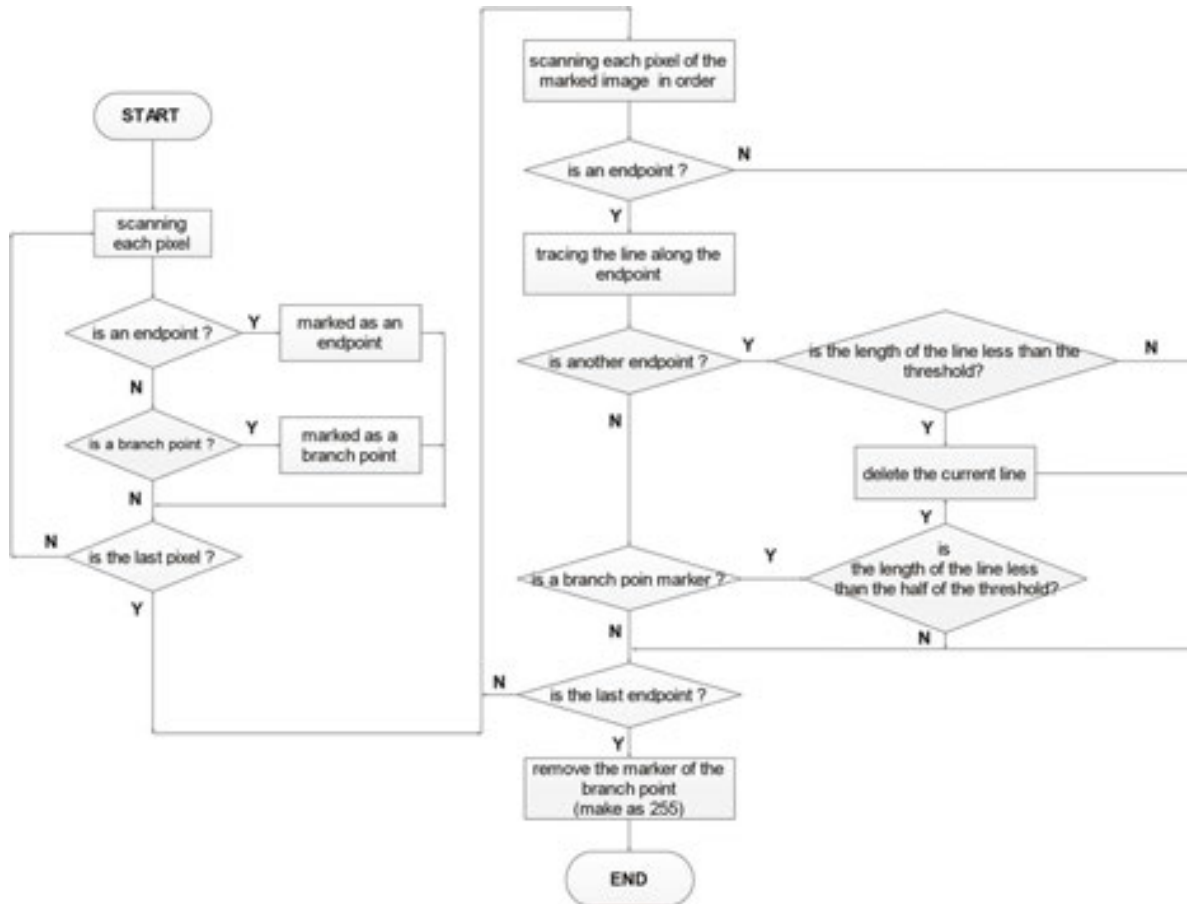 START
scanning
each pixel
is an endpoint ?
Y
marked as an
endpoint
N
is a branch point ?
Y
marked as a
branch point
N
is the last pixel ?
N
Y
scanning each pixel of the
marked image in order
is an endpoint ?
N
Y
tracing the line along the
endpoint
is another endpoint ?
Y
is the length of the line less than the
threshold?
N
N
Y
delete the current line
Y
is a branch poin marker ?
Y
is
the length of the line less
than the half of the threshold?
N
N
is the last endpoint ?
N
Y
remove the marker of the
branch point
(make as 255)
END